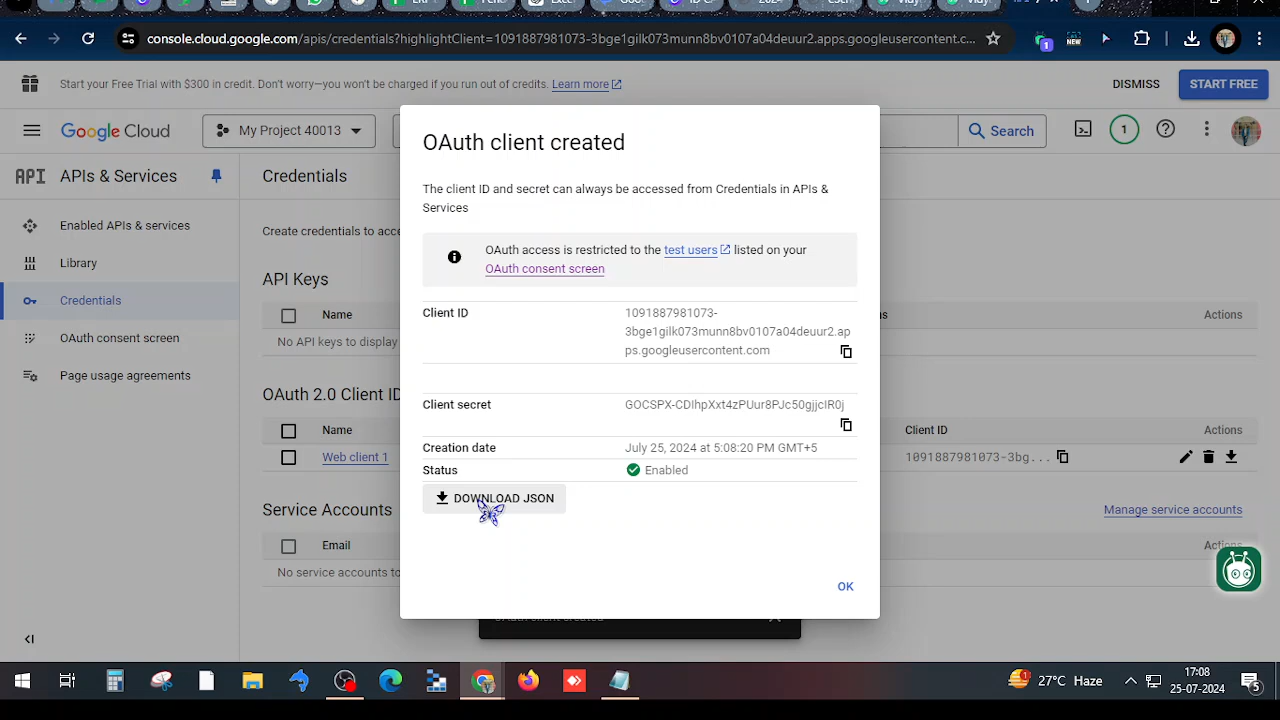 console.cloud.google.com/apis/credentials?highlightClient=1091887981073-3bge1gilk073munn8bv0107a04deuur2.apps.googleusercontent.c...
1
NEW
Start your Free Trial with $300 in credit. Don't worry—you won't be charged if you run out of credits. Learn more
DISMISS
START FREE
Google Cloud
My Project 40013
Search
1
API APIs & Services
Credentials
Enabled APIs & services
Library
Credentials
OAuth consent screen
Page usage agreements
Create credentials to acce
API Keys
Name
Actions
No API keys to display
OAuth 2.0 Client ID
Name
Client ID
Actions
Web client 1
1091887981073-3bg...
Service Accounts
Manage service accounts
Email
No service accounts to
OAuth client created
The client ID and secret can always be accessed from Credentials in APIs &
Services
OAuth access is restricted to the test users listed on your
OAuth consent screen
Client ID
1091887981073-
3bge1gilk073munn8bv0107a04deuur2.ap
ps.googleusercontent.com
Client secret
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
Creation date
July 25, 2024 at 5:08:20 PM GMT+5
Status
Enabled
DOWNLOAD JSON
OK
27°C Haze
17:08
25-07-2024
5